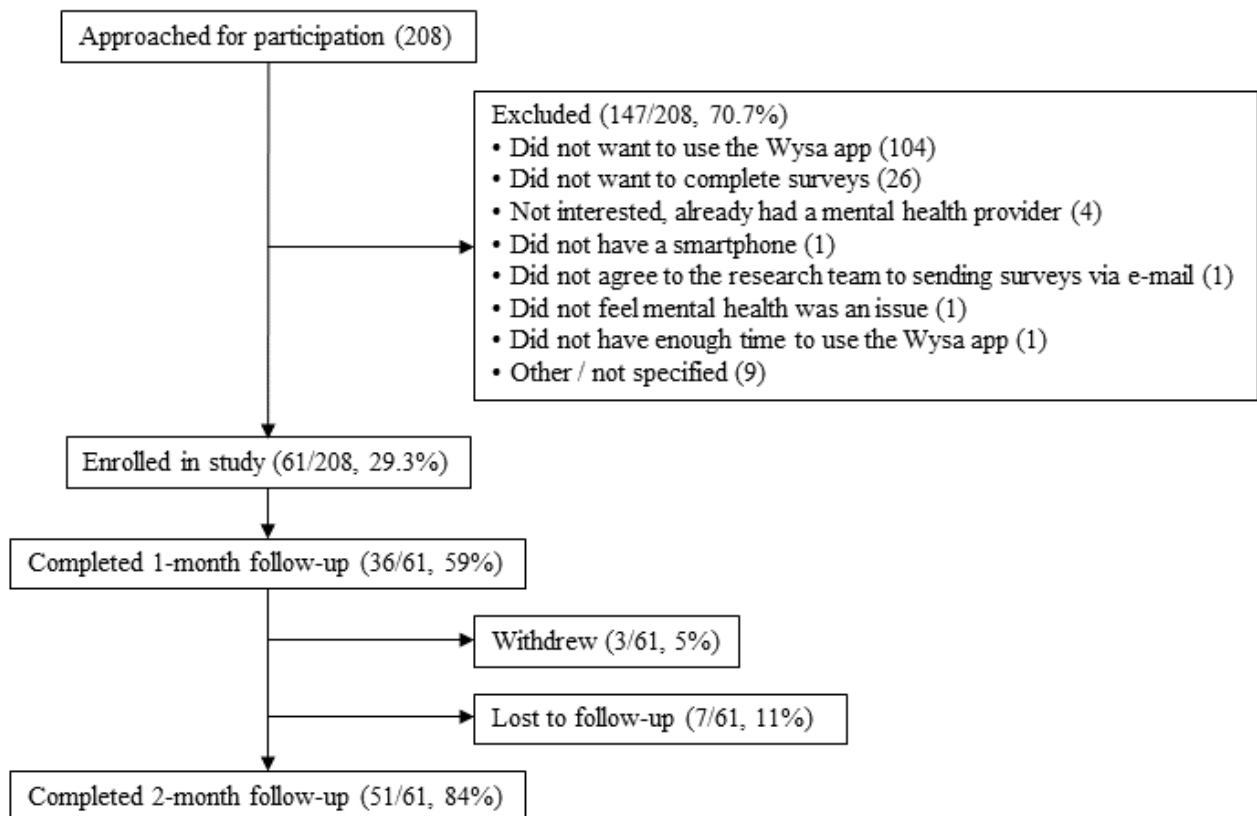 Approached for participation (208)
Excluded (147/208, 70.7%)
• Did not want to use the Wysa app (104)
• Did not want to complete surveys (26)
• Not interested, already had a mental health provider (4)
• Did not have a smartphone (1)
• Did not agree to the research team to sending surveys via e-mail (1)
• Did not feel mental health was an issue (1)
• Did not have enough time to use the Wysa app (1)
• Other / not specified (9)
Enrolled in study (61/208, 29.3%)
Completed 1-month follow-up (36/61, 59%)
Withdrew (3/61, 5%)
Lost to follow-up (7/61, 11%)
Completed 2-month follow-up (51/61, 84%)